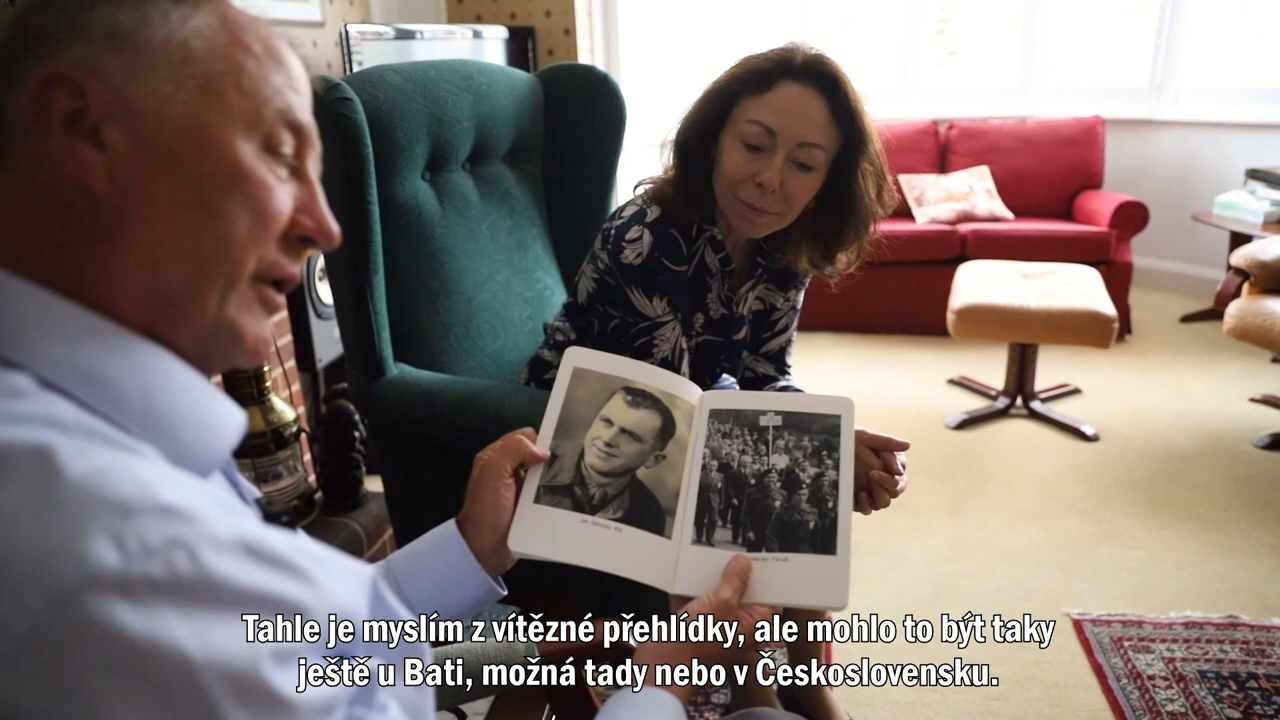 Tahle je myslím z vítězné přehlídky, ale mohlo to být taky
ještě u Bati, možná tady nebo v Československu.